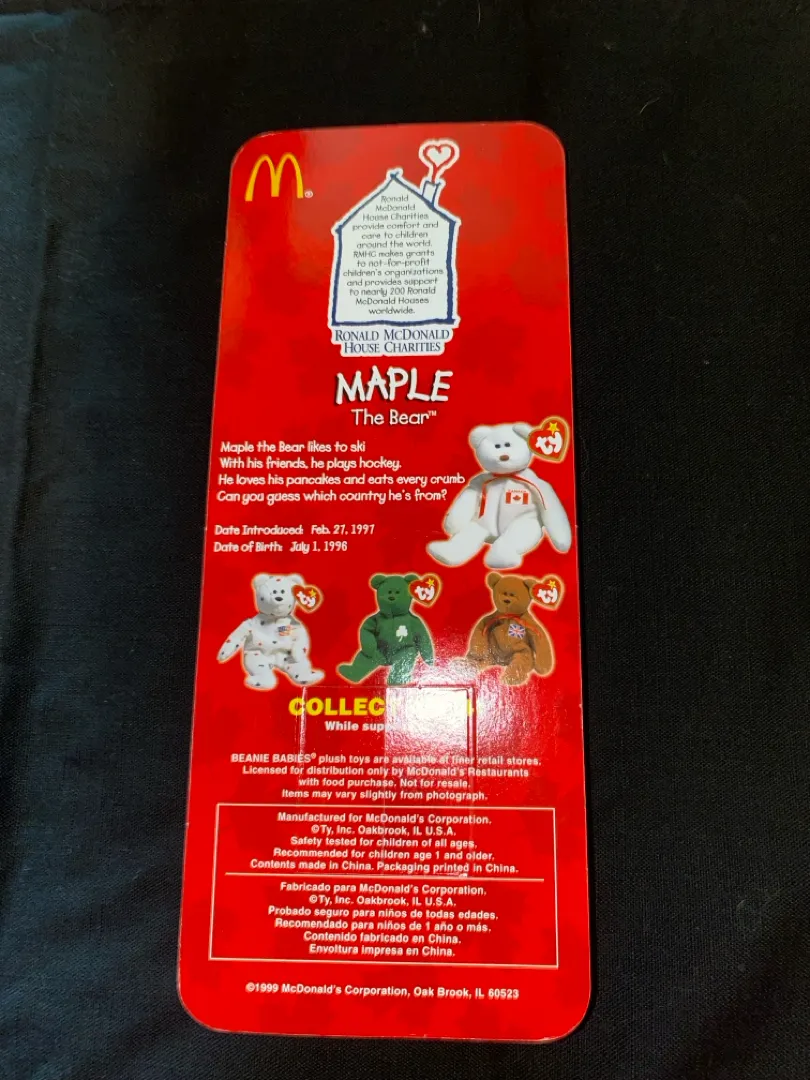 M®
Ronald
McDonald
House Charities
provide comfort and
care to children
around the world.
RMHC makes grants
to not-for-profit
children's organizations
and provides support
to nearly 200 Ronald
McDonald Houses
worldwide.
RONALD MCDONALD
HOUSE CHARITIES
MAPLE
The Bear™
Maple the Bear likes to ski
With his friends, he plays hockey.
He loves his pancakes and eats every crumb
Can you guess which country he's from?
ty
Date Introduced: Feb. 27, 1997
Date of Birth: July 1, 1996
ty
ty
ty
While
BEANIE BABIES® plush toys are available at finer retail stores.
Licensed for distribution only by McDonald's Restaurants
with food purchase. Not for resale.
Items may vary slightly from photograph.
Manufactured for McDonald's Corporation.
©Ty, Inc. Oakbrook, IL U.S.A.
Safety tested for children of all ages.
Recommended for children age 1 and older.
Contents made in China. Packaging printed in China.
Fabricado para McDonald's Corporation.
©Ty, Inc. Oakbrook, IL U.S.A.
Probado seguro para niños de todas edades.
Recomendado para niños de 1 año o más.
Contenido fabricado en China.
Envoltura impresa en China.
©1999 McDonald's Corporation, Oak Brook, IL 60523